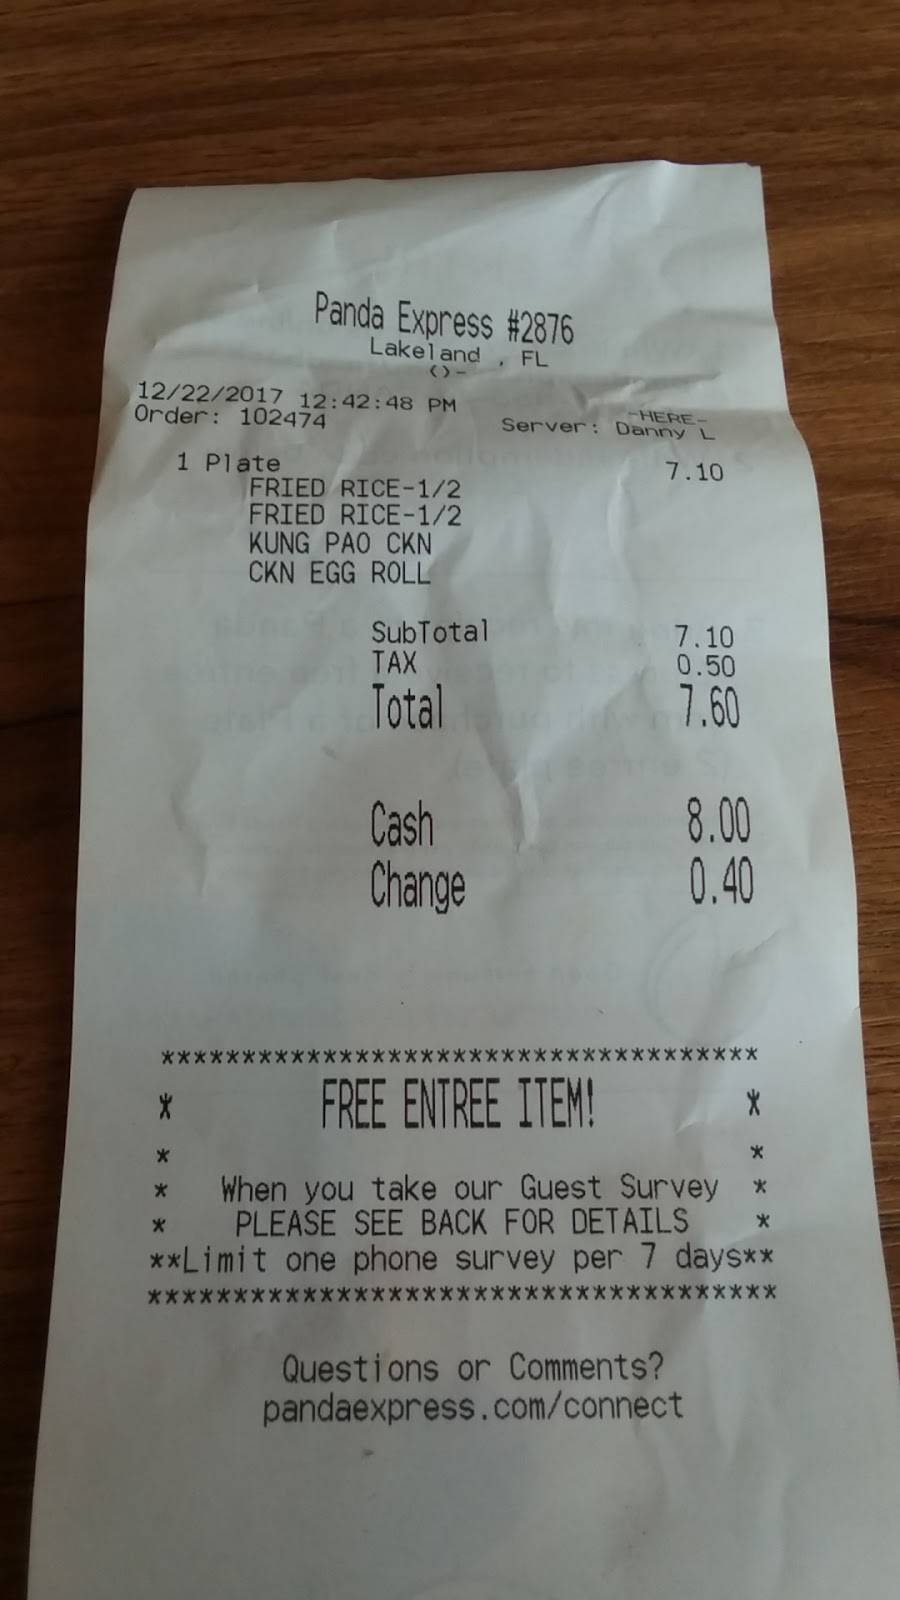 Panda Express #2876
Lakeland , FL
()-
12/22/2017 12:42:48 PM
-HERE-
Order: 102474 Server: Danny L
1 Plate 7.10
FRIED RICE-1/2
FRIED RICE-1/2
KUNG PAO CKN
CKN EGG ROLL
SubTotal 7.10
TAX 0.50
Total 7.60
Cash 8.00
Change 0.40
*************************************
* FREE ENTREE ITEM! *
* *
* When you take our Guest Survey *
* PLEASE SEE BACK FOR DETAILS *
**Limit one phone survey per 7 days**
*************************************
Questions or Comments?
pandaexpress.com/connect